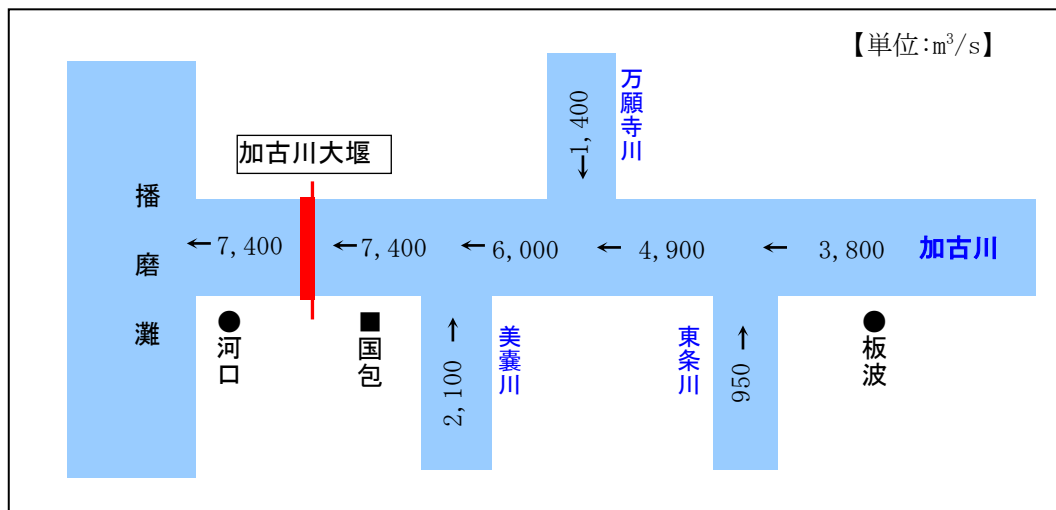 【単位:m³/s】
万願寺川
←1,400
加古川大堰
播磨灘
←7,400
←7,400
←6,000
←4,900
←3,800
加古川
●河口
■国包
2,100→
美嚢川
東条川
950→
●板波